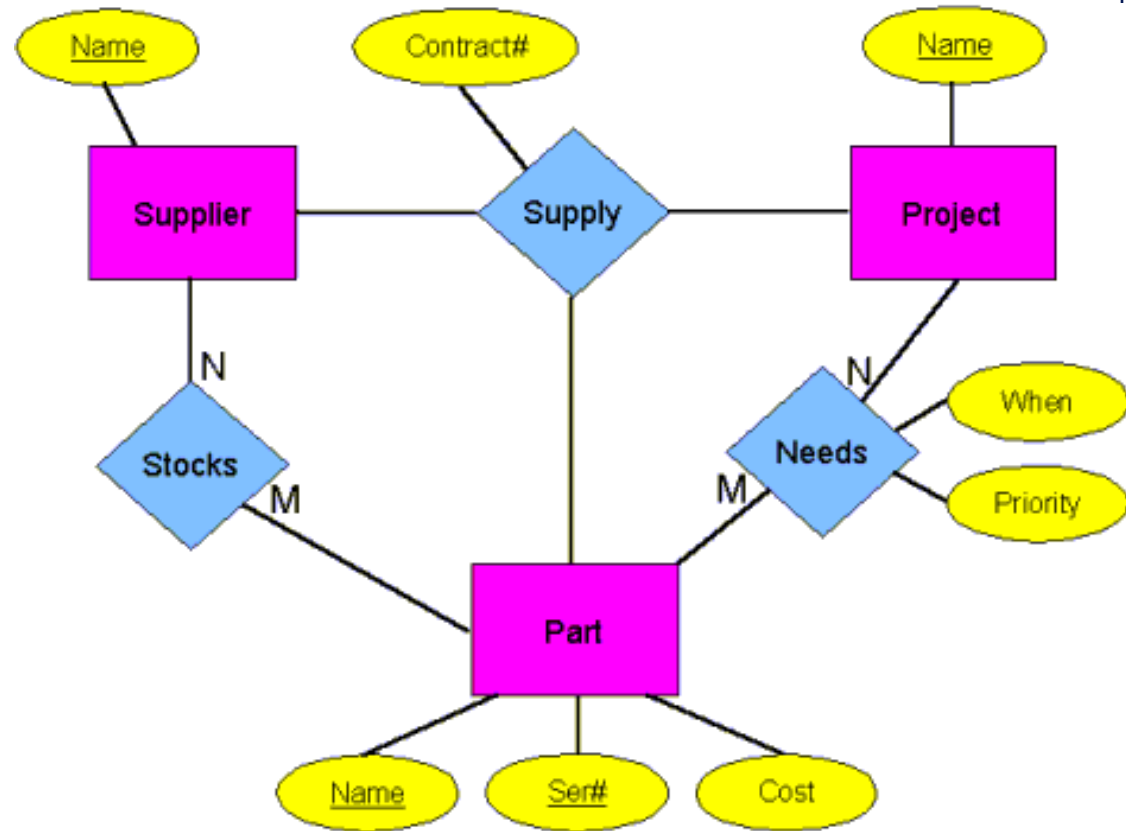 Name
Contract#
Name
Supplier
Supply
Project
N
N
When
Stocks
Needs
M
M
Priority
Part
Name
Ser#
Cost